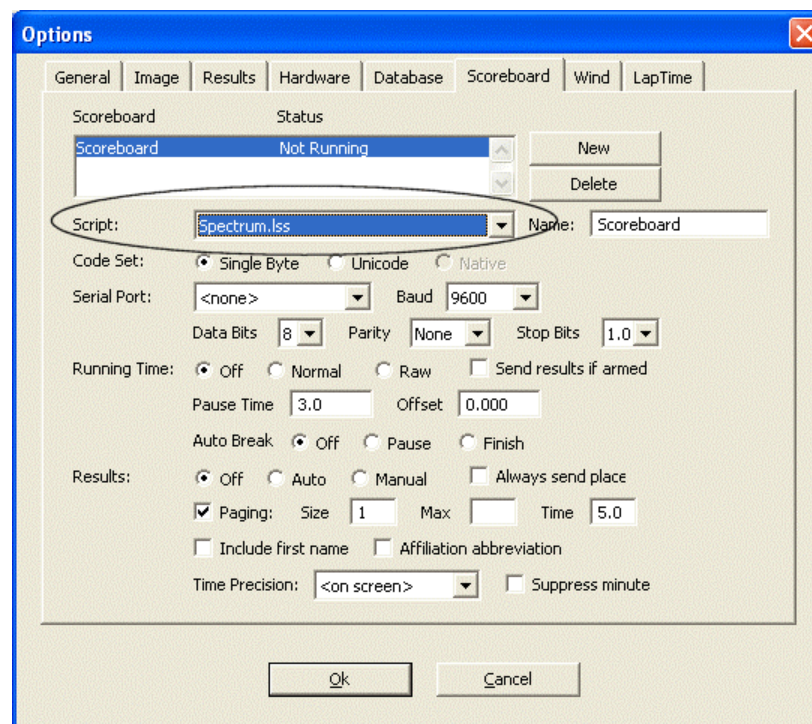 Options
General Image Results Hardware Database Scoreboard Wind LapTime
Scoreboard Status
Scoreboard Not Running New
Delete
Script: Spectrum.lss Name: Scoreboard
Code Set: Single Byte Unicode Native
Serial Port: <none> Baud 9600
Data Bits 8 Parity None Stop Bits 1.0
Running Time: Off Normal Raw Send results if armed
Pause Time 3.0 Offset 0.000
Auto Break Off Pause Finish
Results: Off Auto Manual Always send place
Paging: Size 1 Max Time 5.0
Include first name Affiliation abbreviation
Time Precision: <on screen> Suppress minute
Ok Cancel